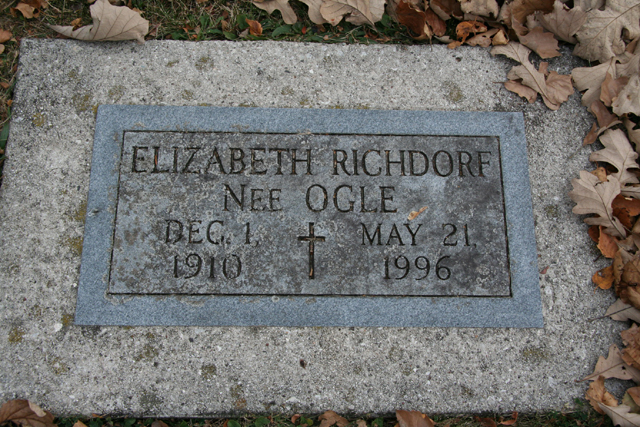 ELIZABETH RICHDORF
NEE OGLE
DEC. 1, MAY 21,
1910 1996